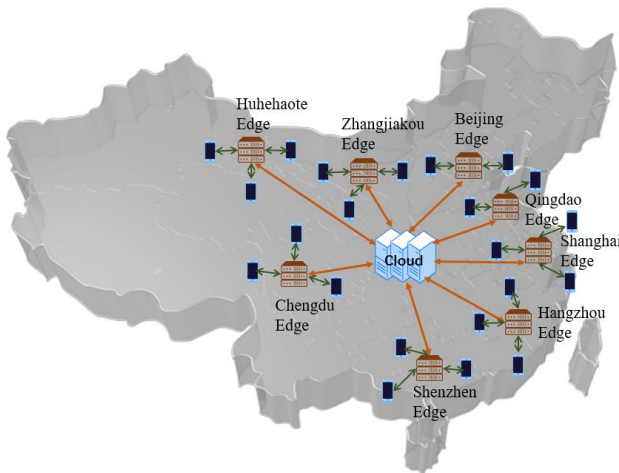 Huhehaote
Edge
Zhangjiakou
Edge
Beijing
Edge
Qingdao
Edge
Shanghai
Edge
Cloud
Chengdu
Edge
Hangzhou
Edge
Shenzhen
Edge